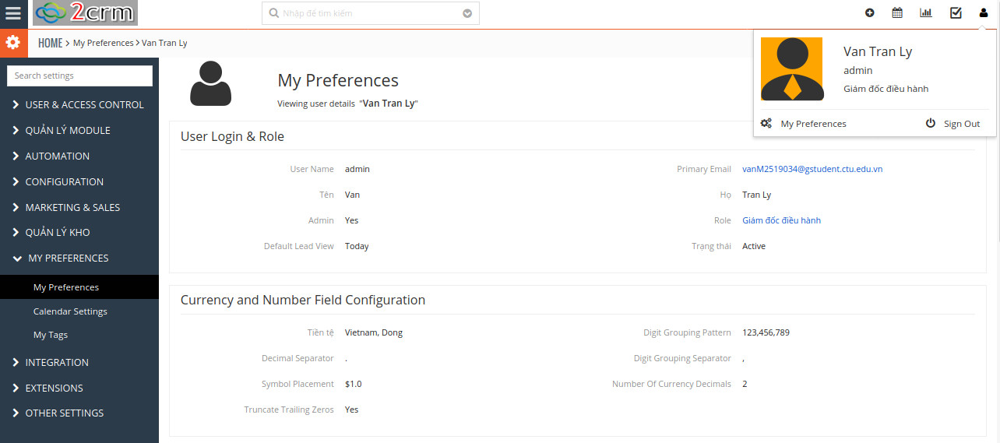 2crm
Nhập để tìm kiếm
HOME > My Preferences > Van Tran Ly
Van Tran Ly
admin
Giám đốc điều hành
My Preferences
Sign Out
Search settings
USER & ACCESS CONTROL
QUẢN LÝ MODULE
AUTOMATION
CONFIGURATION
MARKETING & SALES
QUẢN LÝ KHO
MY PREFERENCES
My Preferences
Calendar Settings
My Tags
INTEGRATION
EXTENSIONS
OTHER SETTINGS
My Preferences
Viewing user details "Van Tran Ly"
User Login & Role
User Name admin
Primary Email vanM2519034@gstudent.ctu.edu.vn
Tên Van
Họ Tran Ly
Admin Yes
Role Giám đốc điều hành
Default Lead View Today
Trạng thái Active
Currency and Number Field Configuration
Tiền tệ Vietnam, Dong
Digit Grouping Pattern 123,456,789
Decimal Separator .
Digit Grouping Separator ,
Symbol Placement $1.0
Number Of Currency Decimals 2
Truncate Trailing Zeros Yes